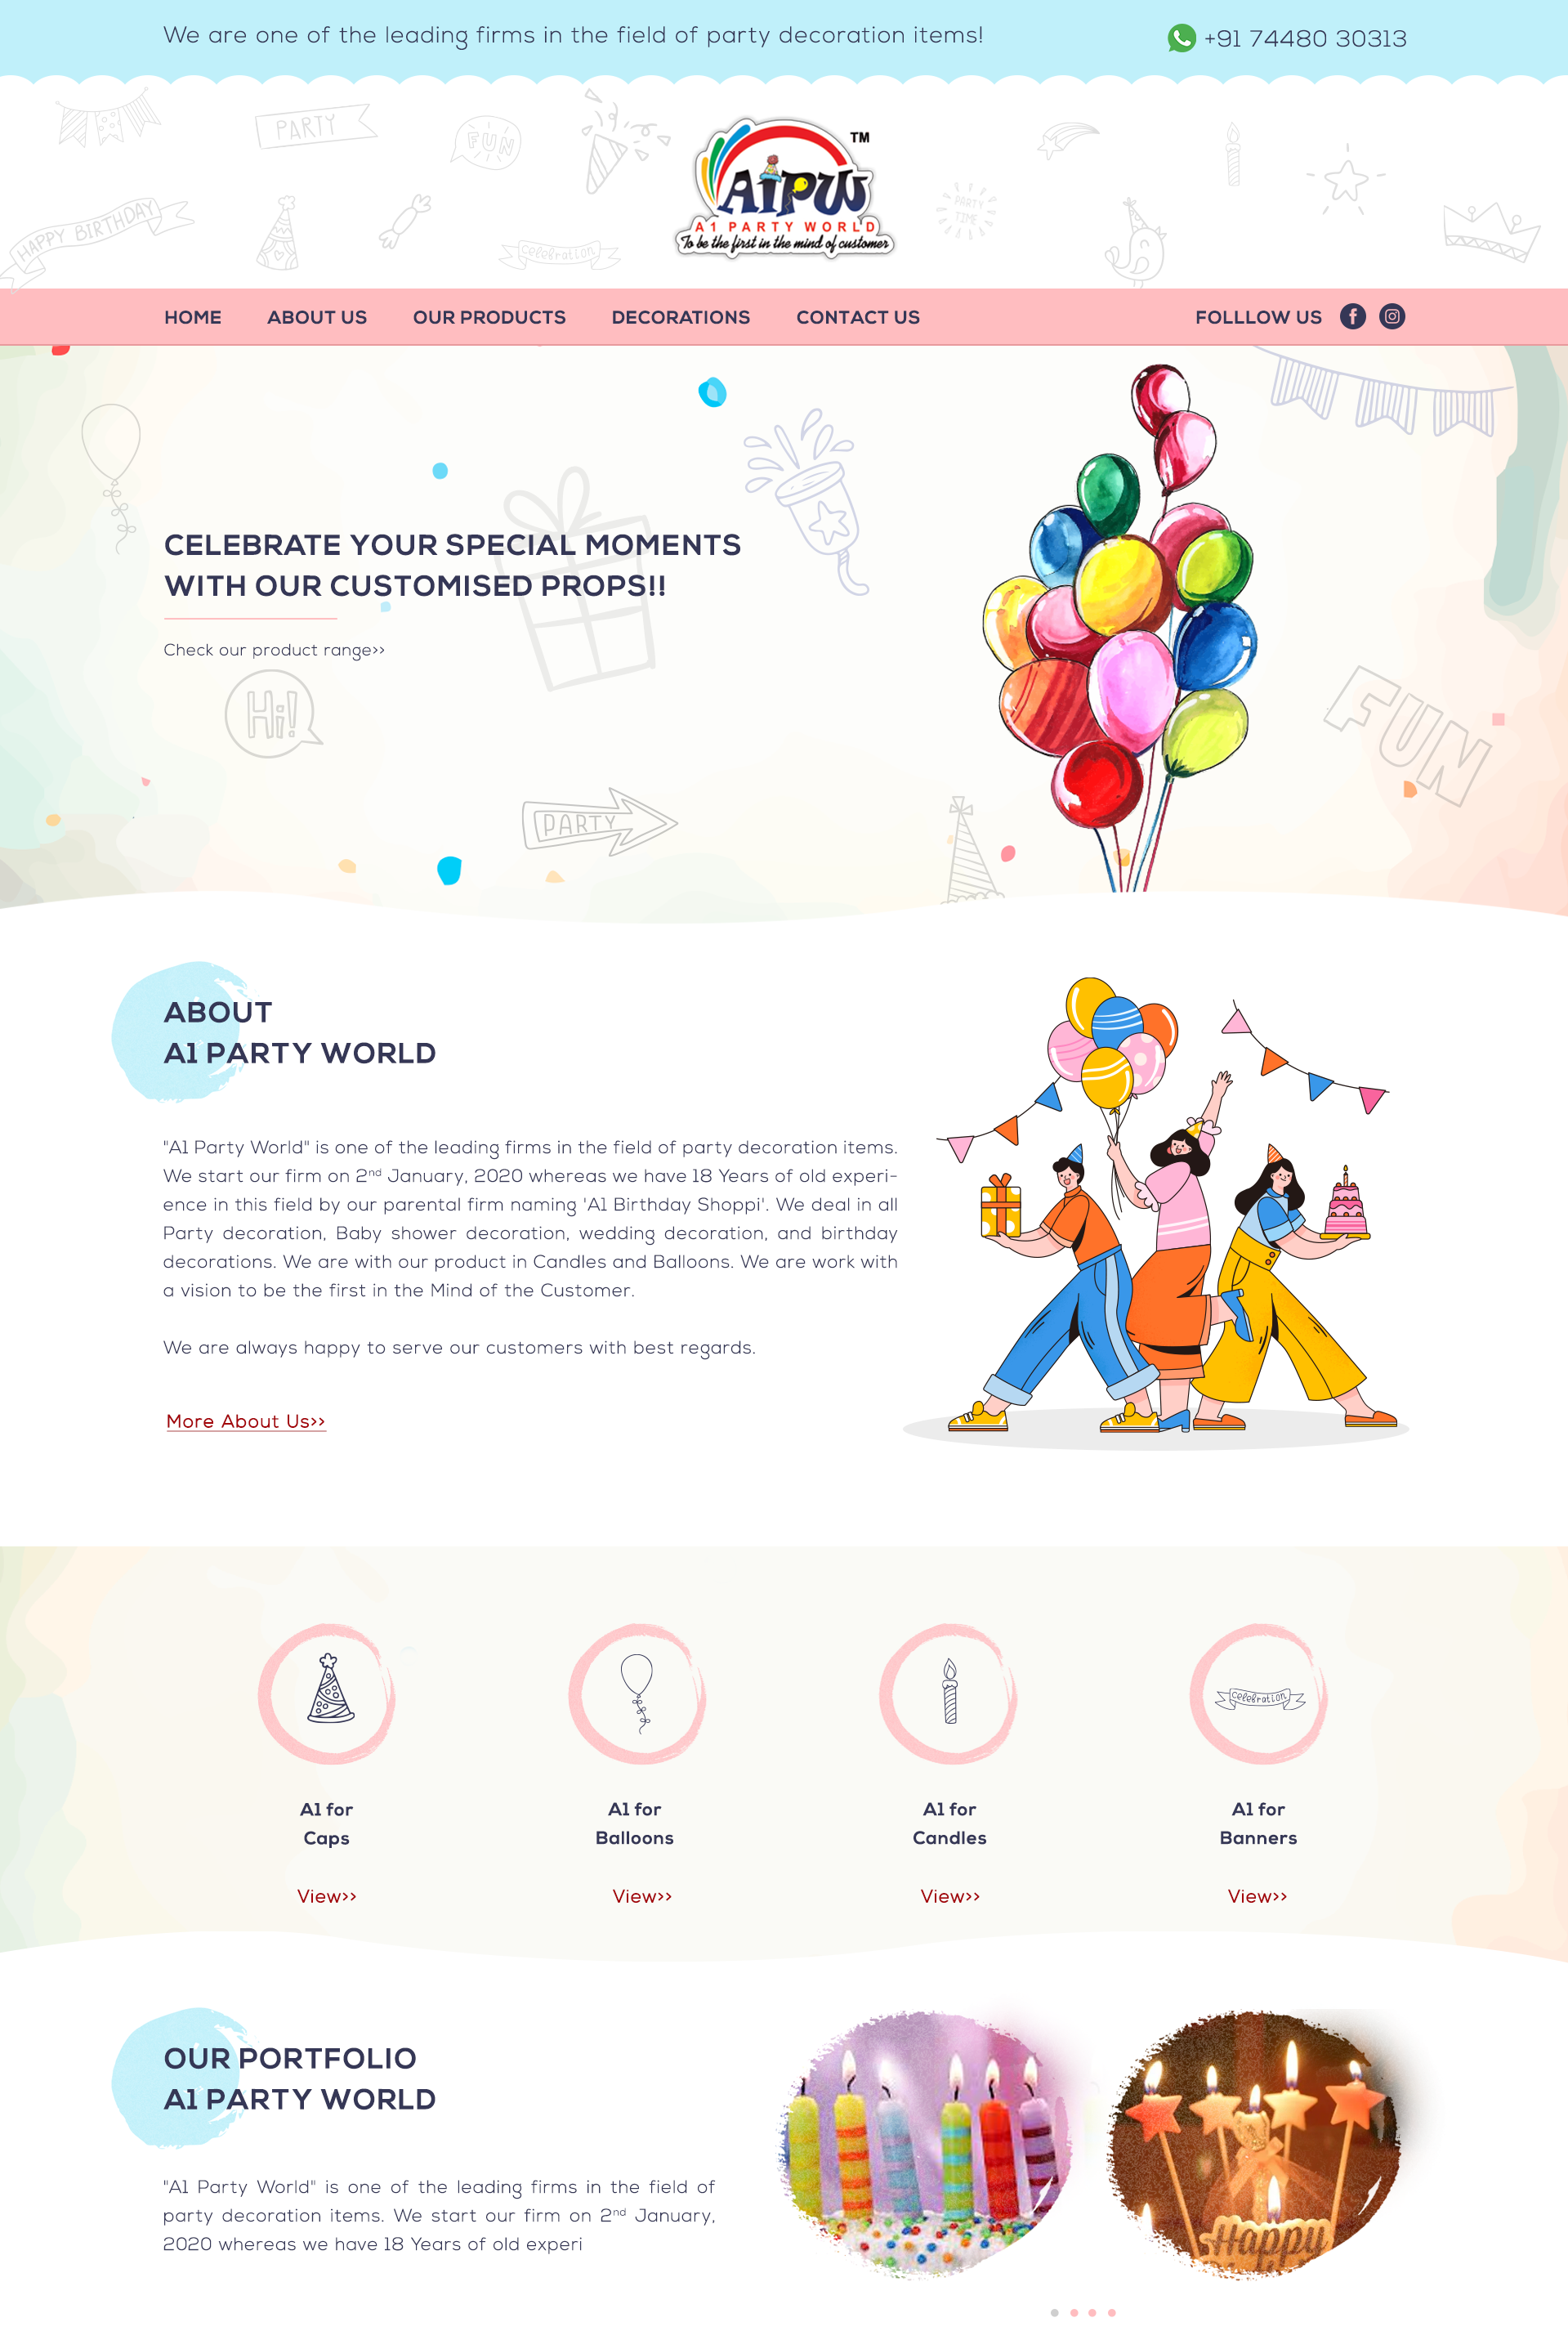 We are one of the leading firms in the field of party decoration items!
+91 74480 30313
PARTY
FUN
HAPPY BIRTHDAY
Celebration
TM
A1PW
A1 PARTY WORLD
To be the first in the mind of customer
PARTY
TIME
HOME
ABOUT US
OUR PRODUCTS
DECORATIONS
CONTACT US
FOLLLOW US
CELEBRATE YOUR SPECIAL MOMENTS
WITH OUR CUSTOMISED PROPS!!
Check our product range>>
Hi!
PARTY
FUN
ABOUT
A1 PARTY WORLD
"A1 Party World" is one of the leading firms in the field of party decoration items.
We start our firm on 2nd January, 2020 whereas we have 18 Years of old experi-
ence in this field by our parental firm naming 'A1 Birthday Shoppi'. We deal in all
Party decoration, Baby shower decoration, wedding decoration, and birthday
decorations. We are with our product in Candles and Balloons. We are work with
a vision to be the first in the Mind of the Customer.
We are always happy to serve our customers with best regards.
More About Us>>
Celebration
A1 for
Caps
View>>
A1 for
Balloons
View>>
A1 for
Candles
View>>
A1 for
Banners
View>>
OUR PORTFOLIO
A1 PARTY WORLD
"A1 Party World" is one of the leading firms in the field of
party decoration items. We start our firm on 2nd January,
2020 whereas we have 18 Years of old experi
Happy